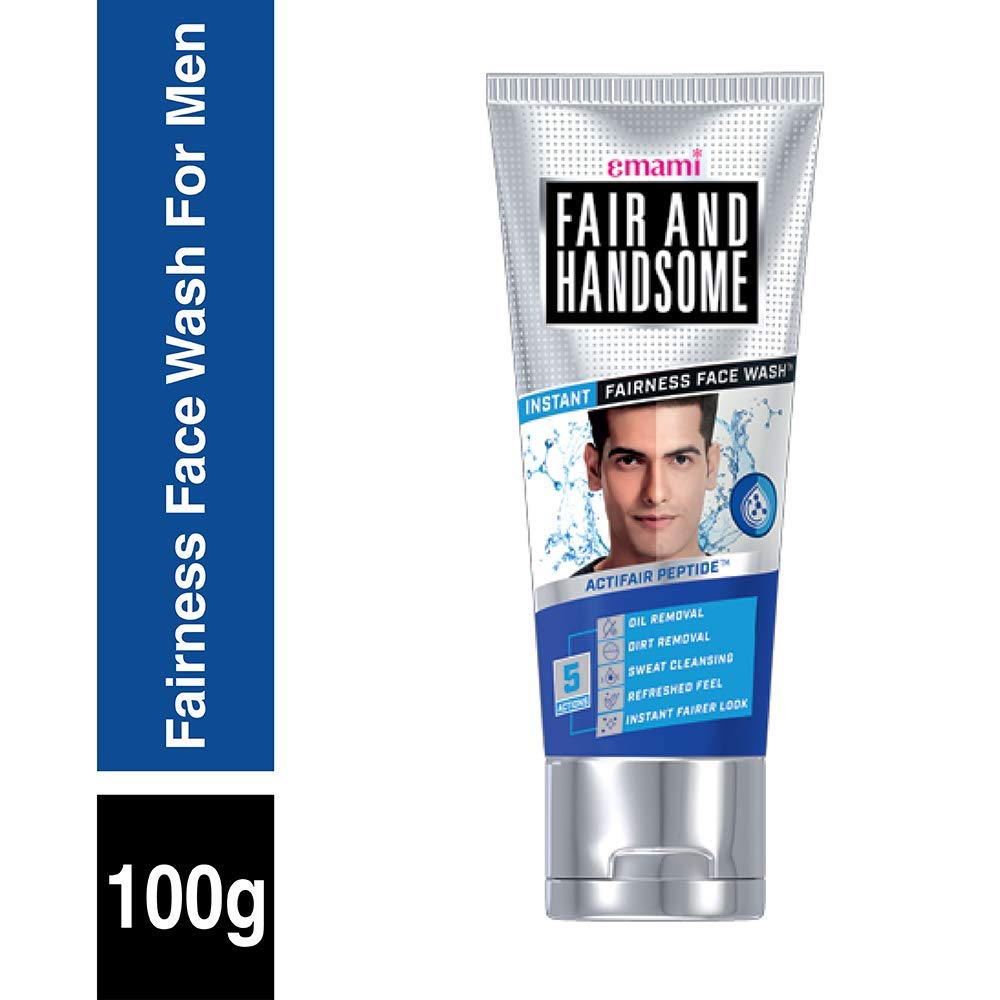 Fairness Face Wash For Men
100g
emami
FAIR AND
HANDSOME
INSTANT FAIRNESS FACE WASH™
ACTIFAIR PEPTIDE™
5
ACTIONS
OIL REMOVAL
DIRT REMOVAL
SWEAT CLEANSING
REFRESHED FEEL
INSTANT FAIRER LOOK